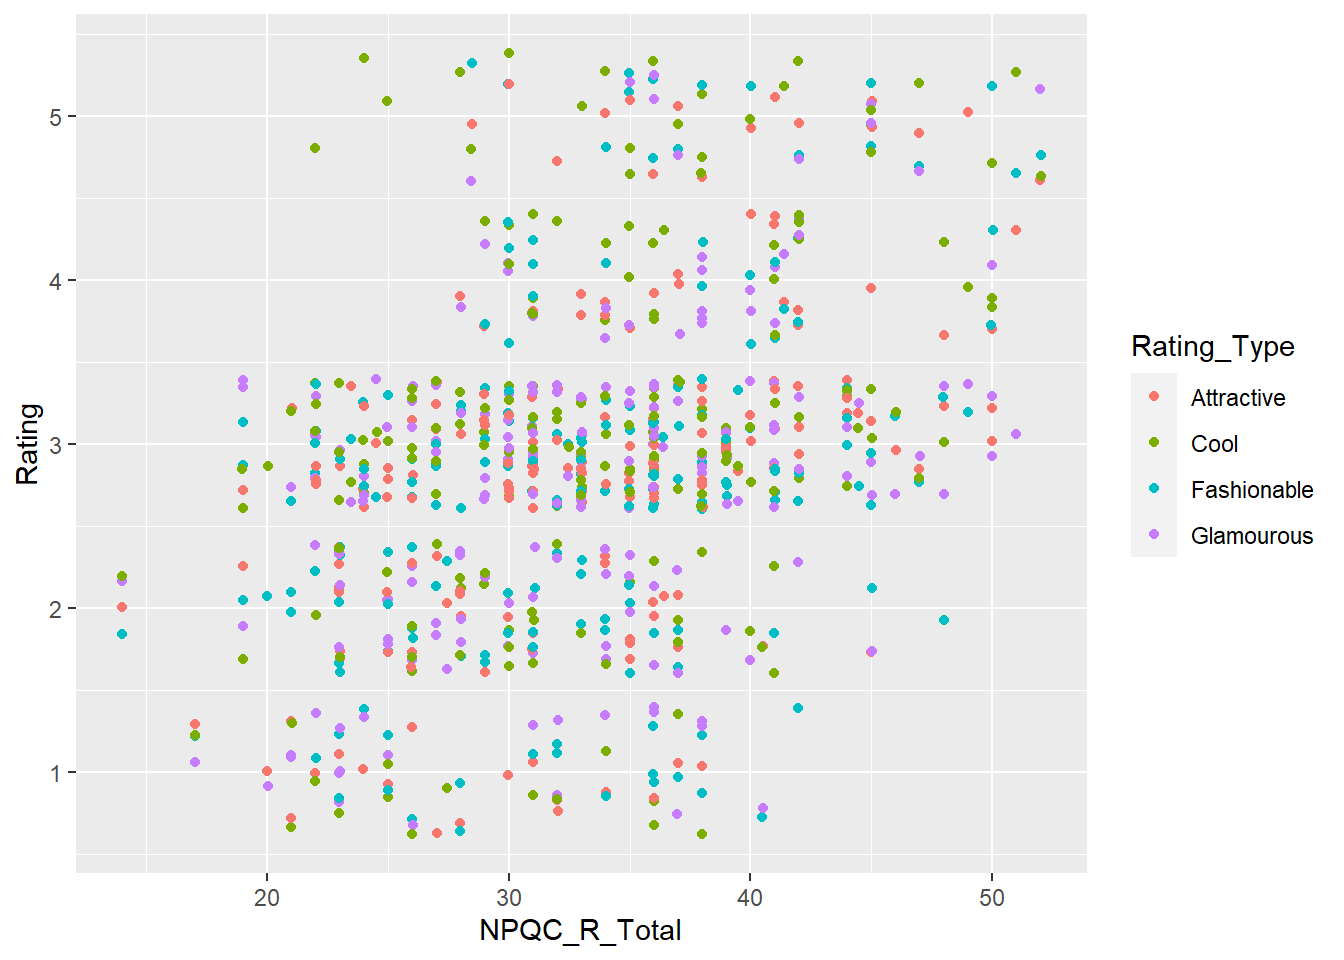 5
4
3
2
1
Rating
20 30 40 50
NPQC_R_Total
Rating_Type
Attractive
Cool
Fashionable
Glamourous